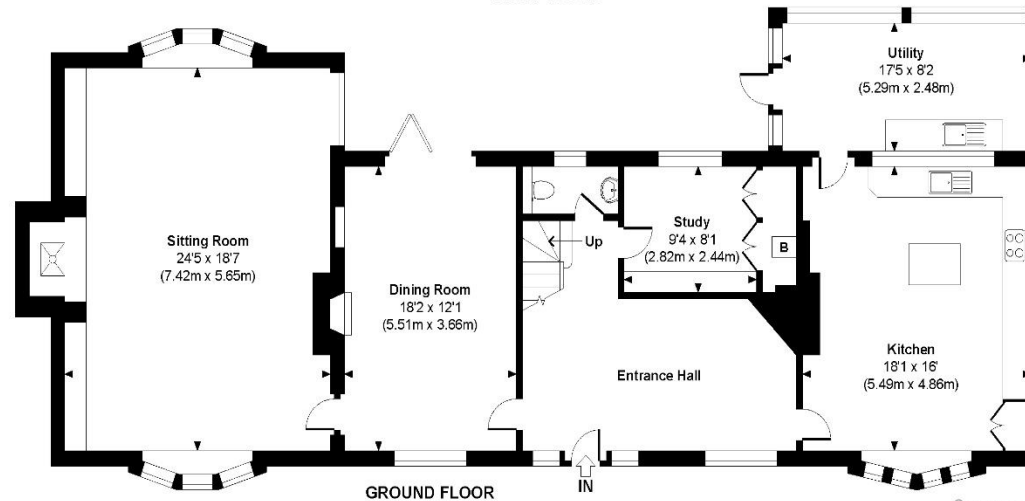 Utility
17'5 x 8'2
(5.29m x 2.48m)
Sitting Room
24'5 x 18'7
(7.42m x 5.65m)
Dining Room
18'2 x 12'1
(5.51m x 3.66m)
Up
Study
9'4 x 8'1
(2.82m x 2.44m)
B
Entrance Hall
Kitchen
18'1 x 16'
(5.49m x 4.86m)
IN
GROUND FLOOR